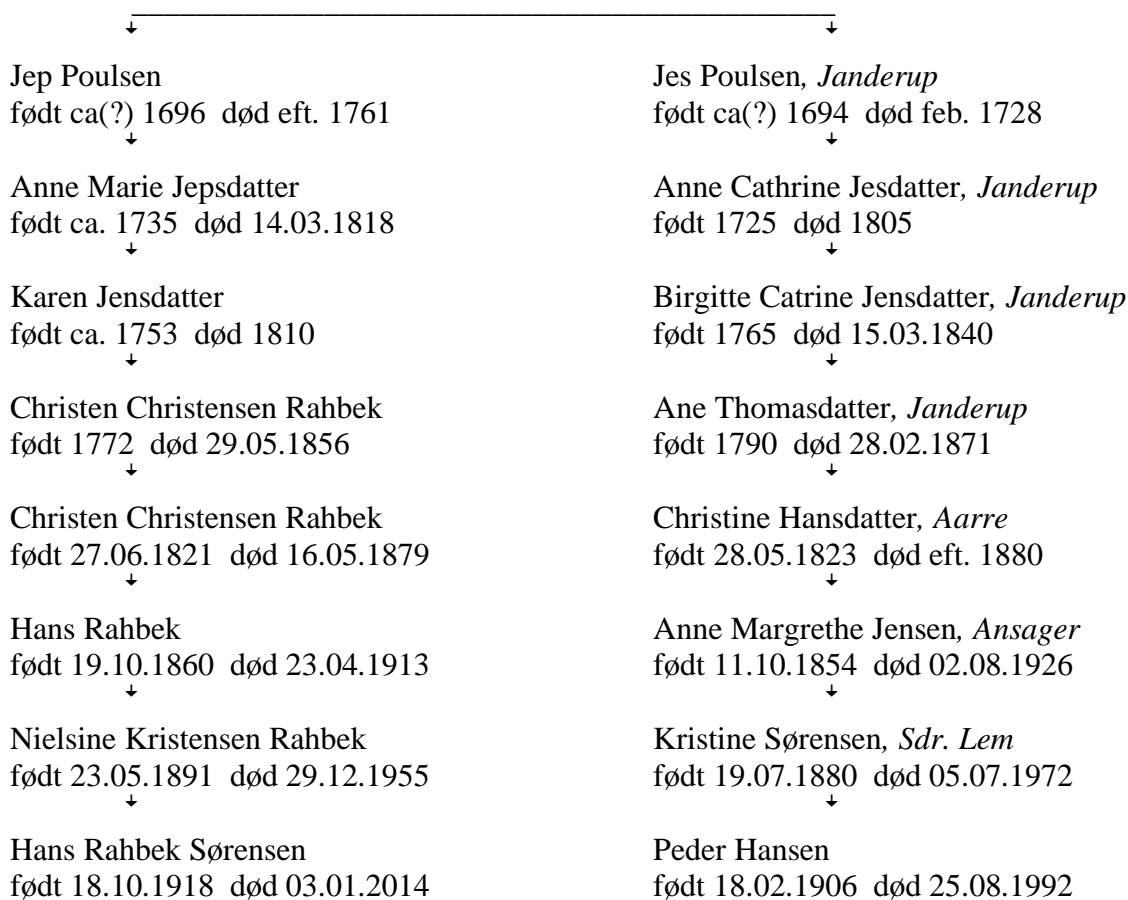 Jep Poulsen
født ca(?) 1696 død eft. 1761
Anne Marie Jepsdatter
født ca. 1735 død 14.03.1818
Karen Jensdatter
født ca. 1753 død 1810
Christen Christensen Rahbek
født 1772 død 29.05.1856
Christen Christensen Rahbek
født 27.06.1821 død 16.05.1879
Hans Rahbek
født 19.10.1860 død 23.04.1913
Nielsine Kristensen Rahbek
født 23.05.1891 død 29.12.1955
Hans Rahbek Sørensen
født 18.10.1918 død 03.01.2014
Jes Poulsen, Janderup
født ca(?) 1694 død feb. 1728
Anne Cathrine Jesdatter, Janderup
født 1725 død 1805
Birgitte Catrine Jensdatter, Janderup
født 1765 død 15.03.1840
Ane Thomasdatter, Janderup
født 1790 død 28.02.1871
Christine Hansdatter, Aarre
født 28.05.1823 død eft. 1880
Anne Margrethe Jensen, Ansager
født 11.10.1854 død 02.08.1926
Kristine Sørensen, Sdr. Lem
født 19.07.1880 død 05.07.1972
Peder Hansen
født 18.02.1906 død 25.08.1992